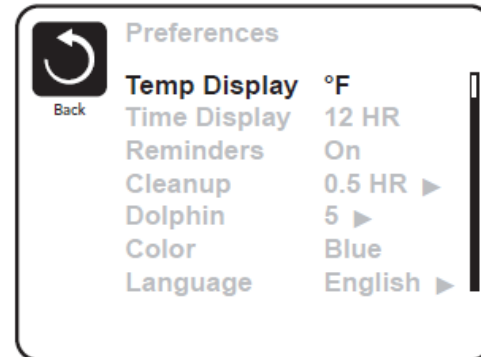 Preferences
Back
Temp Display °F
Time Display 12 HR
Reminders On
Cleanup 0.5 HR ▶
Dolphin 5 ▶
Color Blue
Language English ▶